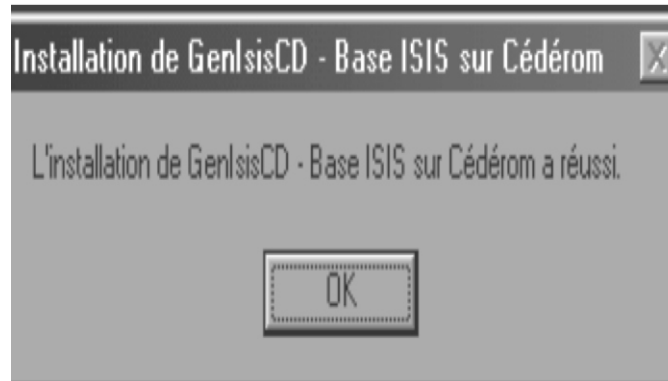 Installation de GenIsisCD - Base ISIS sur Cédérom
L'installation de GenIsisCD - Base ISIS sur Cédérom a réussi.
OK